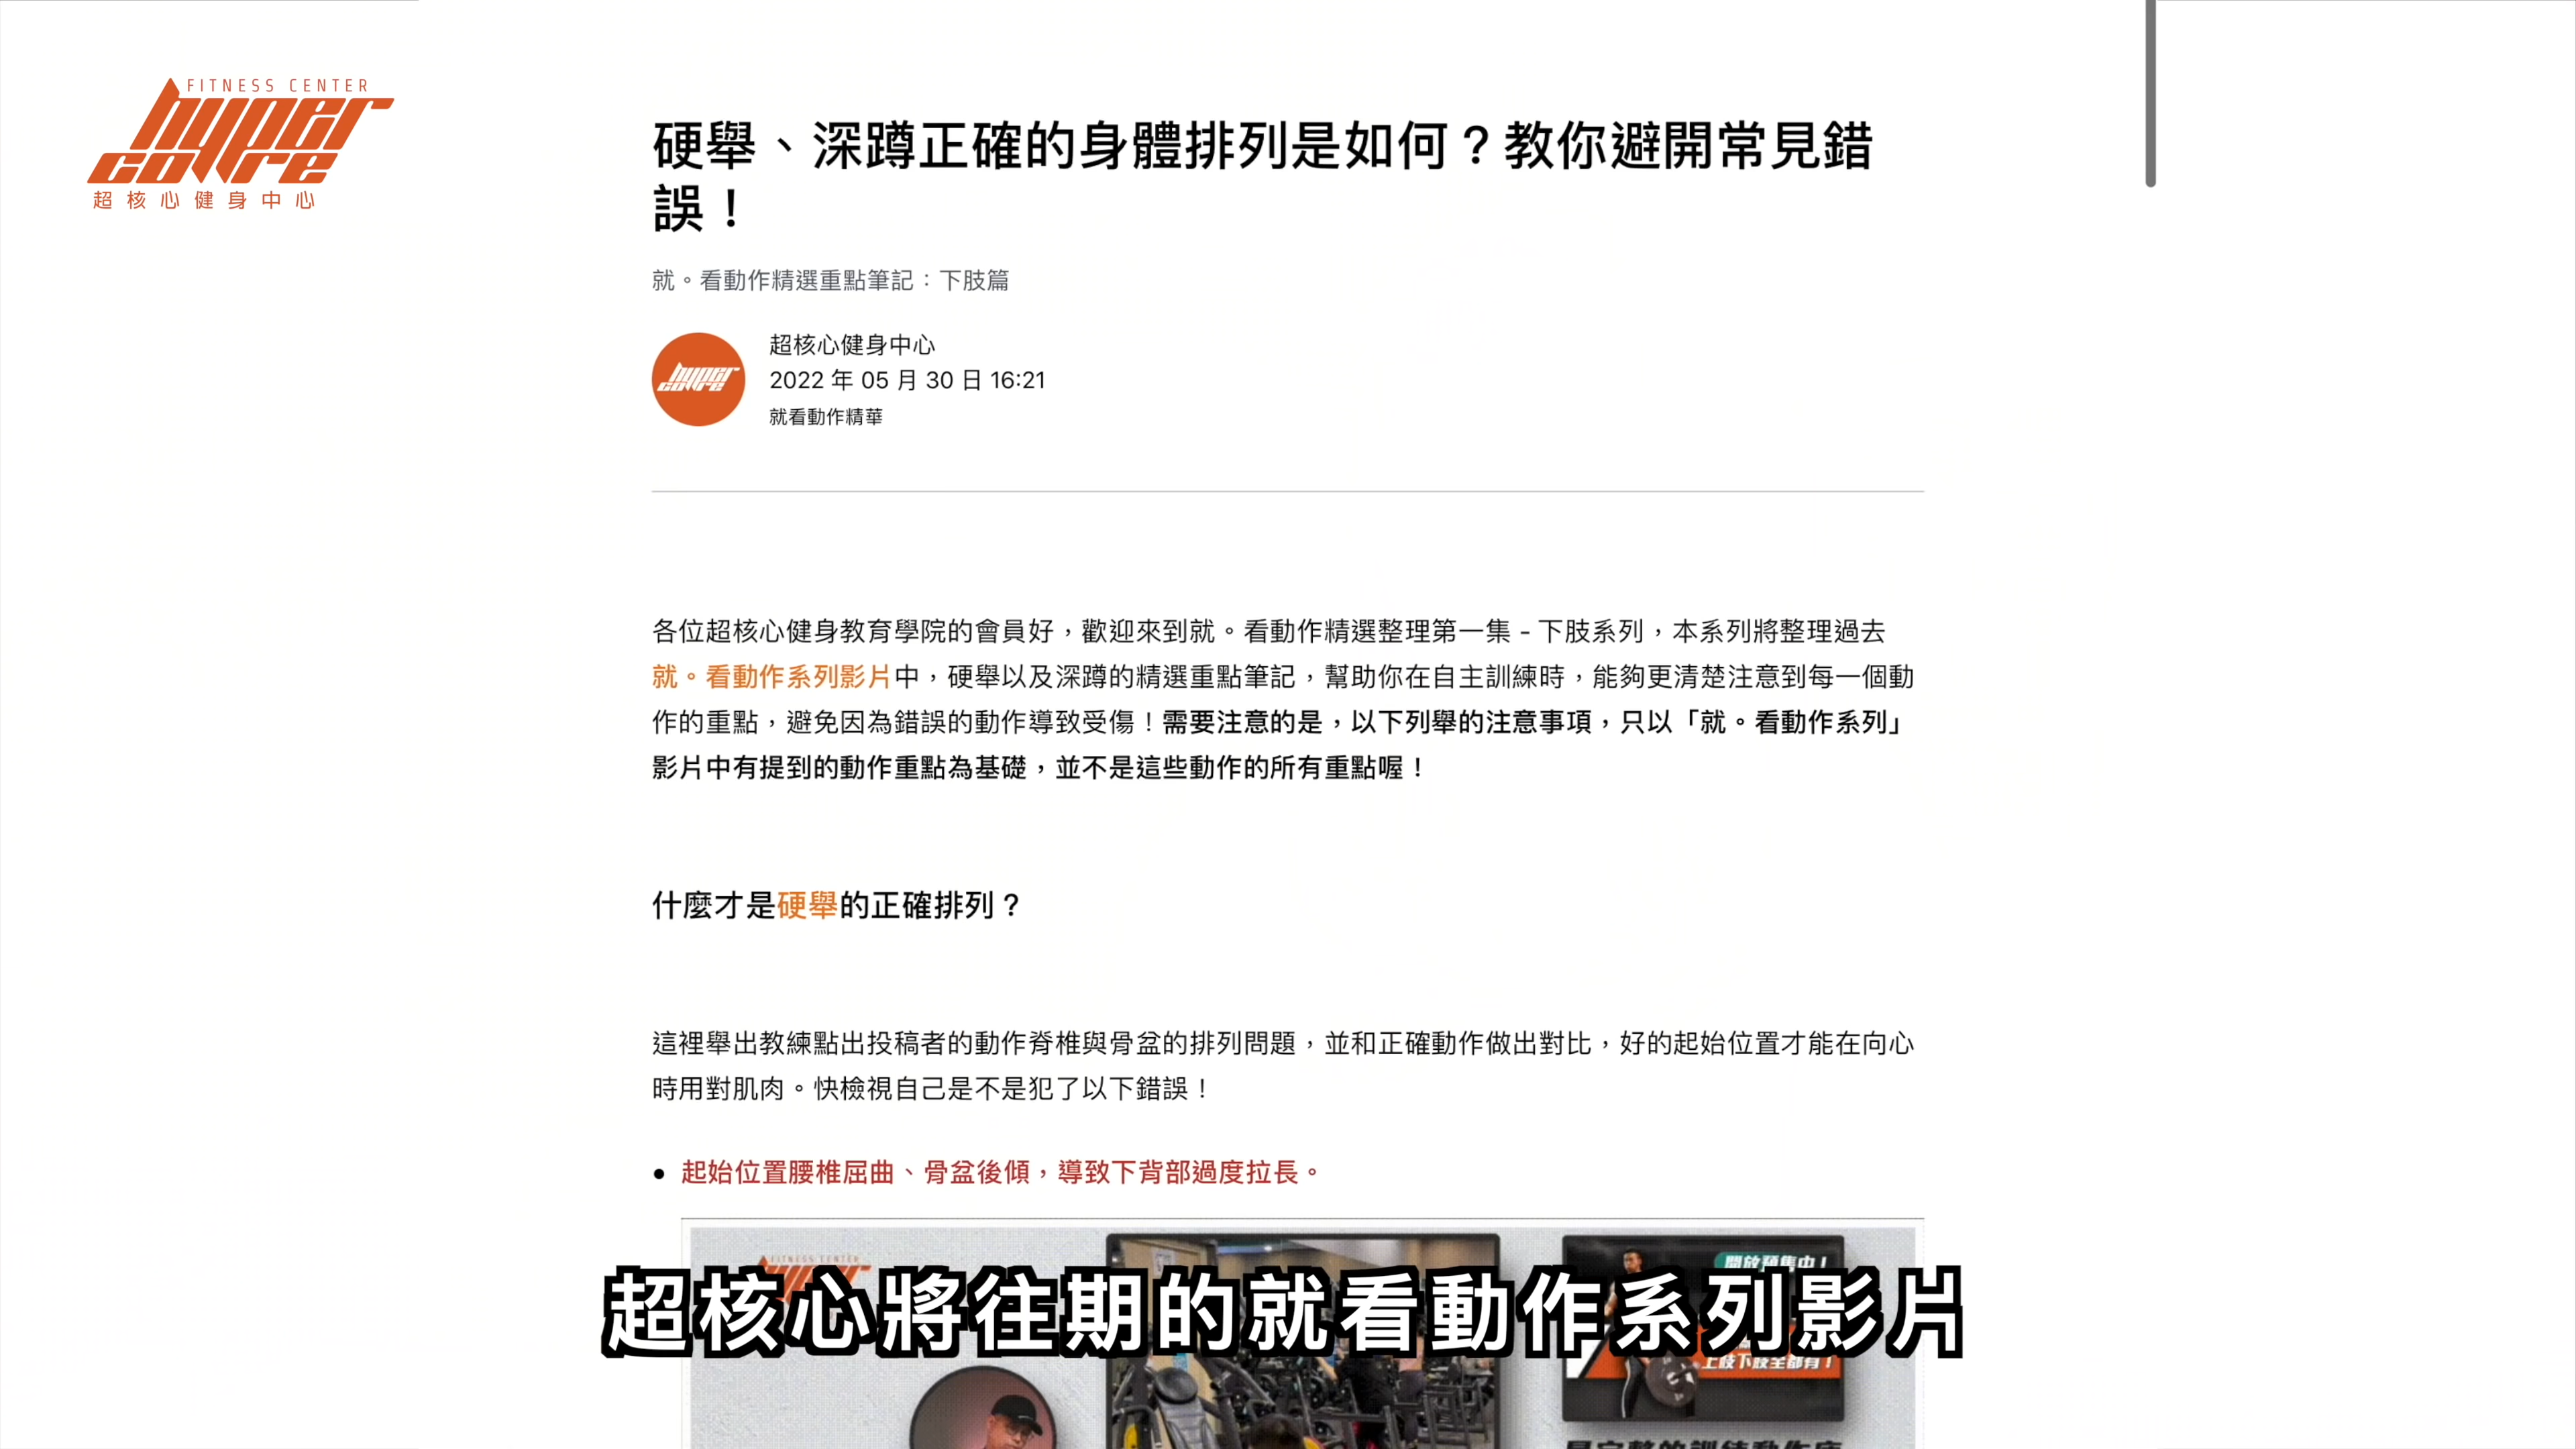 FITNESS CENTER
hyper
core
超核心健身中心
硬舉、深蹲正確的身體排列是如何？教你避開常見錯
誤！
就。看動作精選重點筆記：下肢篇
hyper
core
超核心健身中心
2022 年 05 月 30 日 16:21
就看動作精華
各位超核心健身教育學院的會員好，歡迎來到就。看動作精選整理第一集 - 下肢系列，本系列將整理過去
就。看動作系列影片中，硬舉以及深蹲的精選重點筆記，幫助你在自主訓練時，能夠更清楚注意到每一個動
作的重點，避免因為錯誤的動作導致受傷！需要注意的是，以下列舉的注意事項，只以「就。看動作系列」
影片中有提到的動作重點為基礎，並不是這些動作的所有重點喔！
什麼才是硬舉的正確排列？
這裡舉出教練點出投稿者的動作脊椎與骨盆的排列問題，並和正確動作做出對比，好的起始位置才能在向心
時用對肌肉。快檢視自己是不是犯了以下錯誤！
• 起始位置腰椎屈曲、骨盆後傾，導致下背部過度拉長。
FITNESS CENTER
開放預售中！
超核心將往期的就看動作系列影片
上肢下肢全都有！